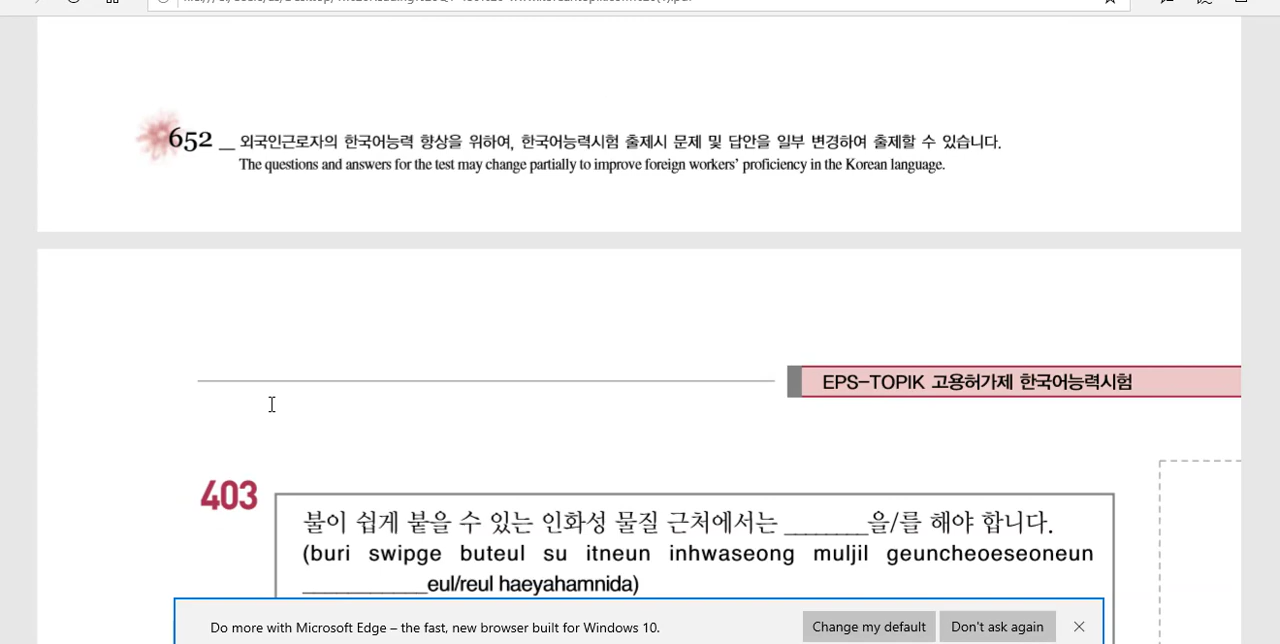 652 _ 외국인근로자의 한국어능력 향상을 위하여, 한국어능력시험 출제시 문제 및 답안을 일부 변경하여 출제할 수 있습니다.
The questions and answers for the test may change partially to improve foreign workers' proficiency in the Korean language.
EPS-TOPIK 고용허가제 한국어능력시험
403
불이 쉽게 붙을 수 있는 인화성 물질 근처에서는 ________을/를 해야 합니다.
(buri swipge buteul su itneun inhwaseong muljil geuncheoeseoneun
____________eul/reul haeyahamnida)
Do more with Microsoft Edge – the fast, new browser built for Windows 10.
Change my default
Don't ask again